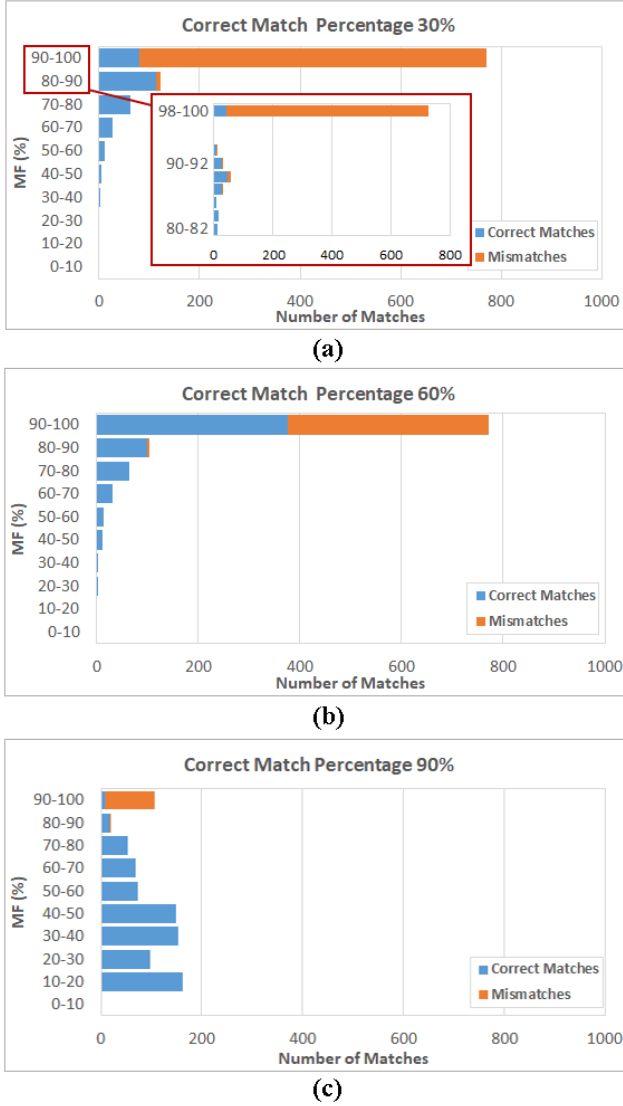 Correct Match Percentage 30%
MF (%)
90-100
80-90
70-80
60-70
50-60
40-50
30-40
20-30
10-20
0-10
98-100
90-92
80-82
0 200 400 600 800
Correct Matches
Mismatches
0 200 400 600 800 1000
Number of Matches
(a)
Correct Match Percentage 60%
MF (%)
90-100
80-90
70-80
60-70
50-60
40-50
30-40
20-30
10-20
0-10
Correct Matches
Mismatches
0 200 400 600 800 1000
Number of Matches
(b)
Correct Match Percentage 90%
MF (%)
90-100
80-90
70-80
60-70
50-60
40-50
30-40
20-30
10-20
0-10
Correct Matches
Mismatches
0 200 400 600 800 1000
Number of Matches
(c)